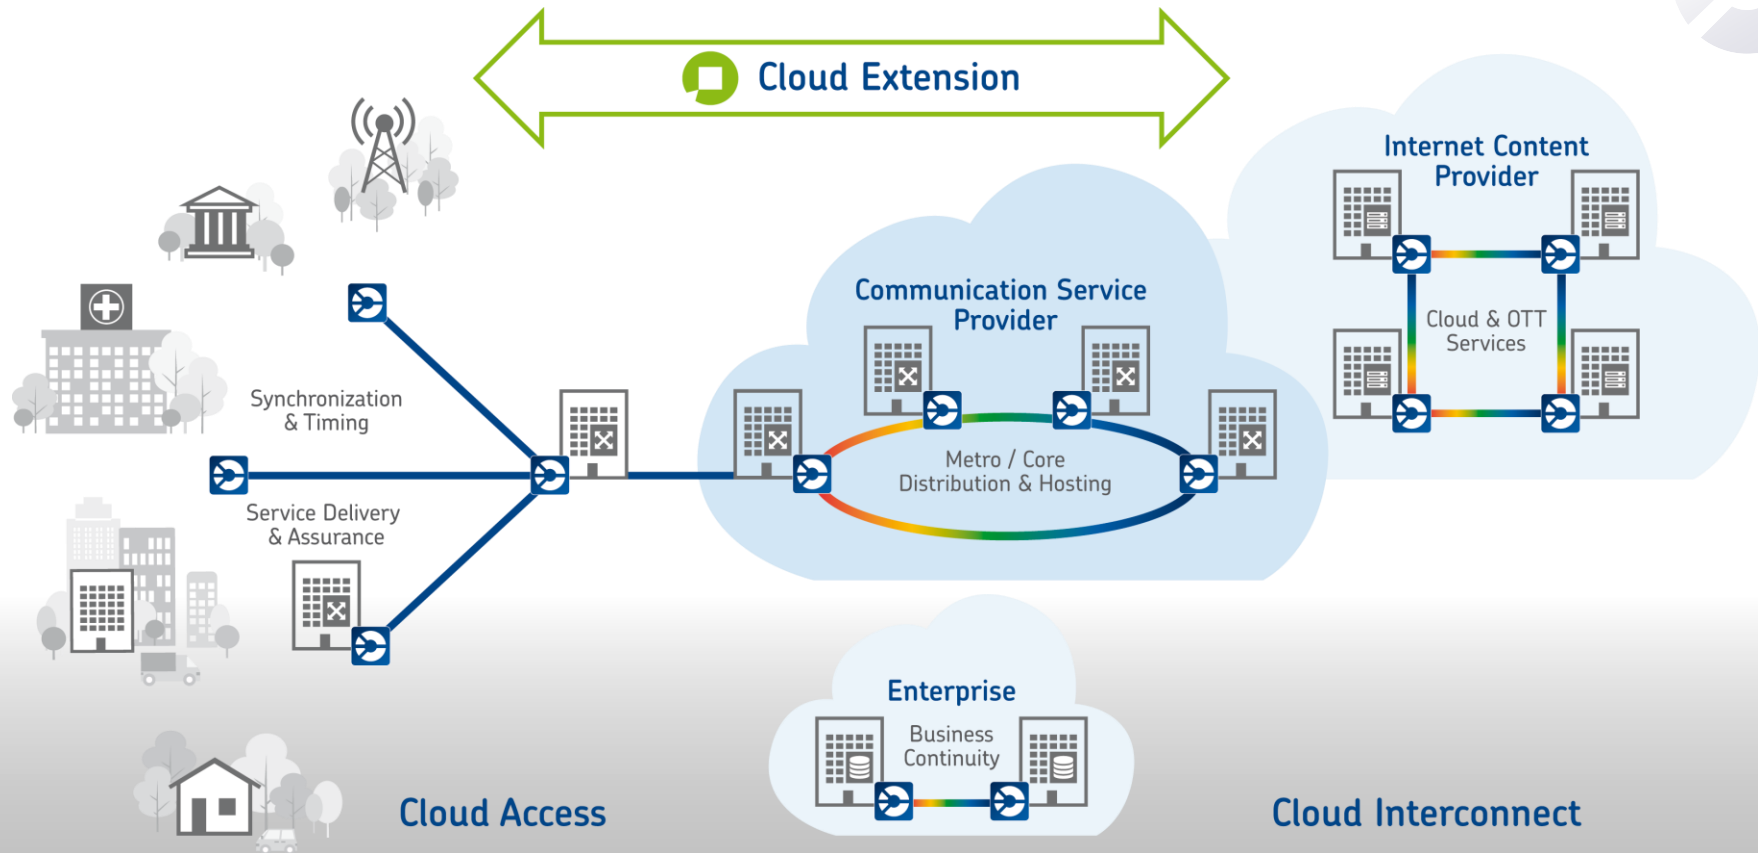 Cloud Extension
Internet Content
Provider
Communication Service
Provider
Cloud & OTT
Services
Synchronization
& Timing
Metro / Core
Distribution & Hosting
Service Delivery
& Assurance
Enterprise
Business
Continuity
Cloud Access
Cloud Interconnect